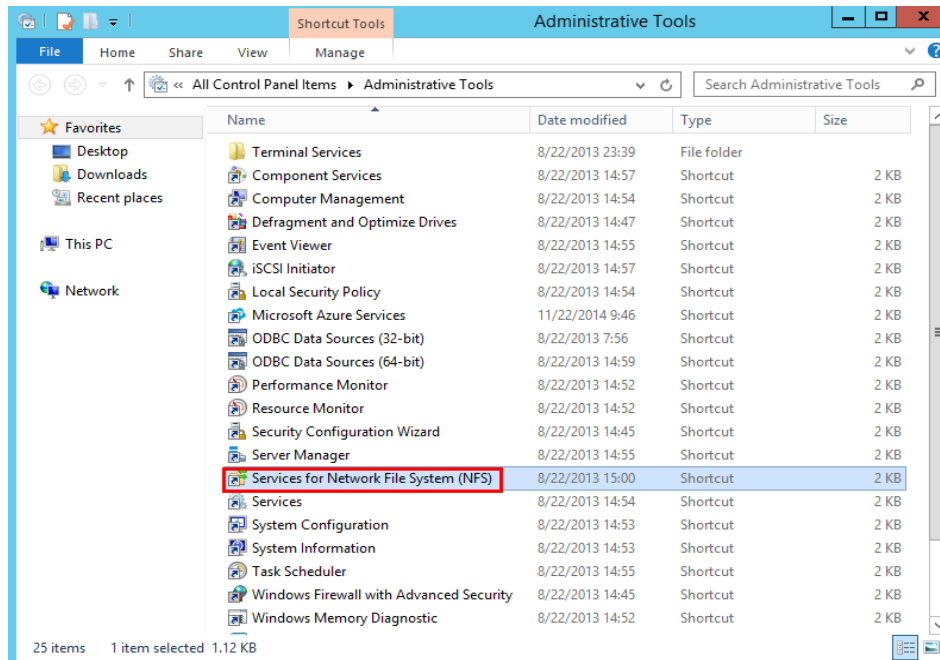 Shortcut Tools
Administrative Tools
File Home Share View Manage
« All Control Panel Items Administrative Tools Search Administrative Tools
Favorites
Desktop
Downloads
Recent places
This PC
Network
Name Date modified Type Size
Terminal Services 8/22/2013 23:39 File folder
Component Services 8/22/2013 14:57 Shortcut 2 KB
Computer Management 8/22/2013 14:54 Shortcut 2 KB
Defragment and Optimize Drives 8/22/2013 14:47 Shortcut 2 KB
Event Viewer 8/22/2013 14:55 Shortcut 2 KB
iSCSI Initiator 8/22/2013 14:57 Shortcut 2 KB
Local Security Policy 8/22/2013 14:54 Shortcut 2 KB
Microsoft Azure Services 11/22/2014 9:46 Shortcut 2 KB
ODBC Data Sources (32-bit) 8/22/2013 7:56 Shortcut 2 KB
ODBC Data Sources (64-bit) 8/22/2013 14:59 Shortcut 2 KB
Performance Monitor 8/22/2013 14:52 Shortcut 2 KB
Resource Monitor 8/22/2013 14:52 Shortcut 2 KB
Security Configuration Wizard 8/22/2013 14:45 Shortcut 2 KB
Server Manager 8/22/2013 14:55 Shortcut 2 KB
Services for Network File System (NFS) 8/22/2013 15:00 Shortcut 2 KB
Services 8/22/2013 14:54 Shortcut 2 KB
System Configuration 8/22/2013 14:53 Shortcut 2 KB
System Information 8/22/2013 14:53 Shortcut 2 KB
Task Scheduler 8/22/2013 14:55 Shortcut 2 KB
Windows Firewall with Advanced Security 8/22/2013 14:45 Shortcut 2 KB
Windows Memory Diagnostic 8/22/2013 14:52 Shortcut 2 KB
25 items 1 item selected 1.12 KB